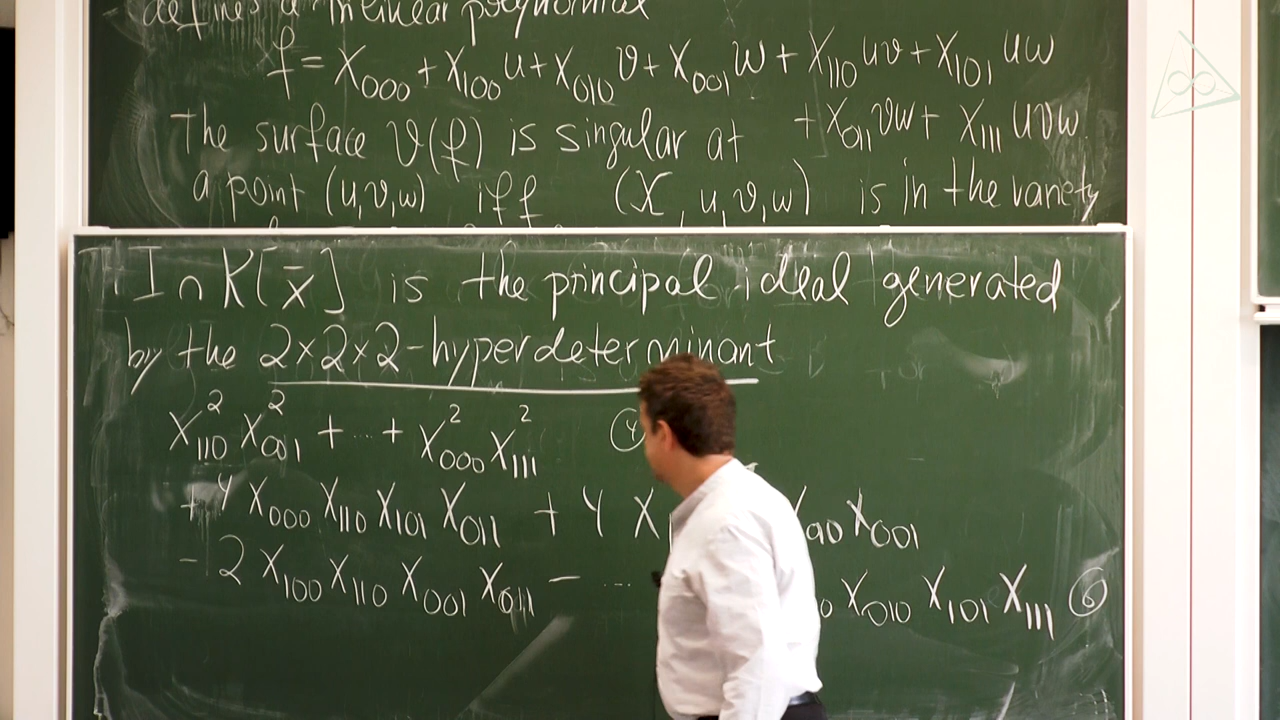 defines a trilinear polynomial
f = X₀₀₀ + X₁₀₀ u + X₀₁₀ v + X₀₀₁ w + X₁₁₀ uv + X₁₀₁ uw
+ X₀₁₁ vw + X₁₁₁ uvw
The surface V(f) is singular at
a point (u,v,w) iff (X, u,v,w) is in the variety
I ∩ K[x̄] is the principal ideal generated
by the 2×2×2-hyperdeterminant
X₁₁₀² X₀₀₁² + ... + X₀₀₀² X₁₁₁²
+ 4 X₀₀₀ X₁₁₀ X₁₀₁ X₀₁₁ + 4 X X₀₀₁
- 2 X₁₀₀ X₁₁₀ X₀₀₁ X₀₁₁ - ... X₀₁₀ X₁₀₁ X₁₁₁ ⑥